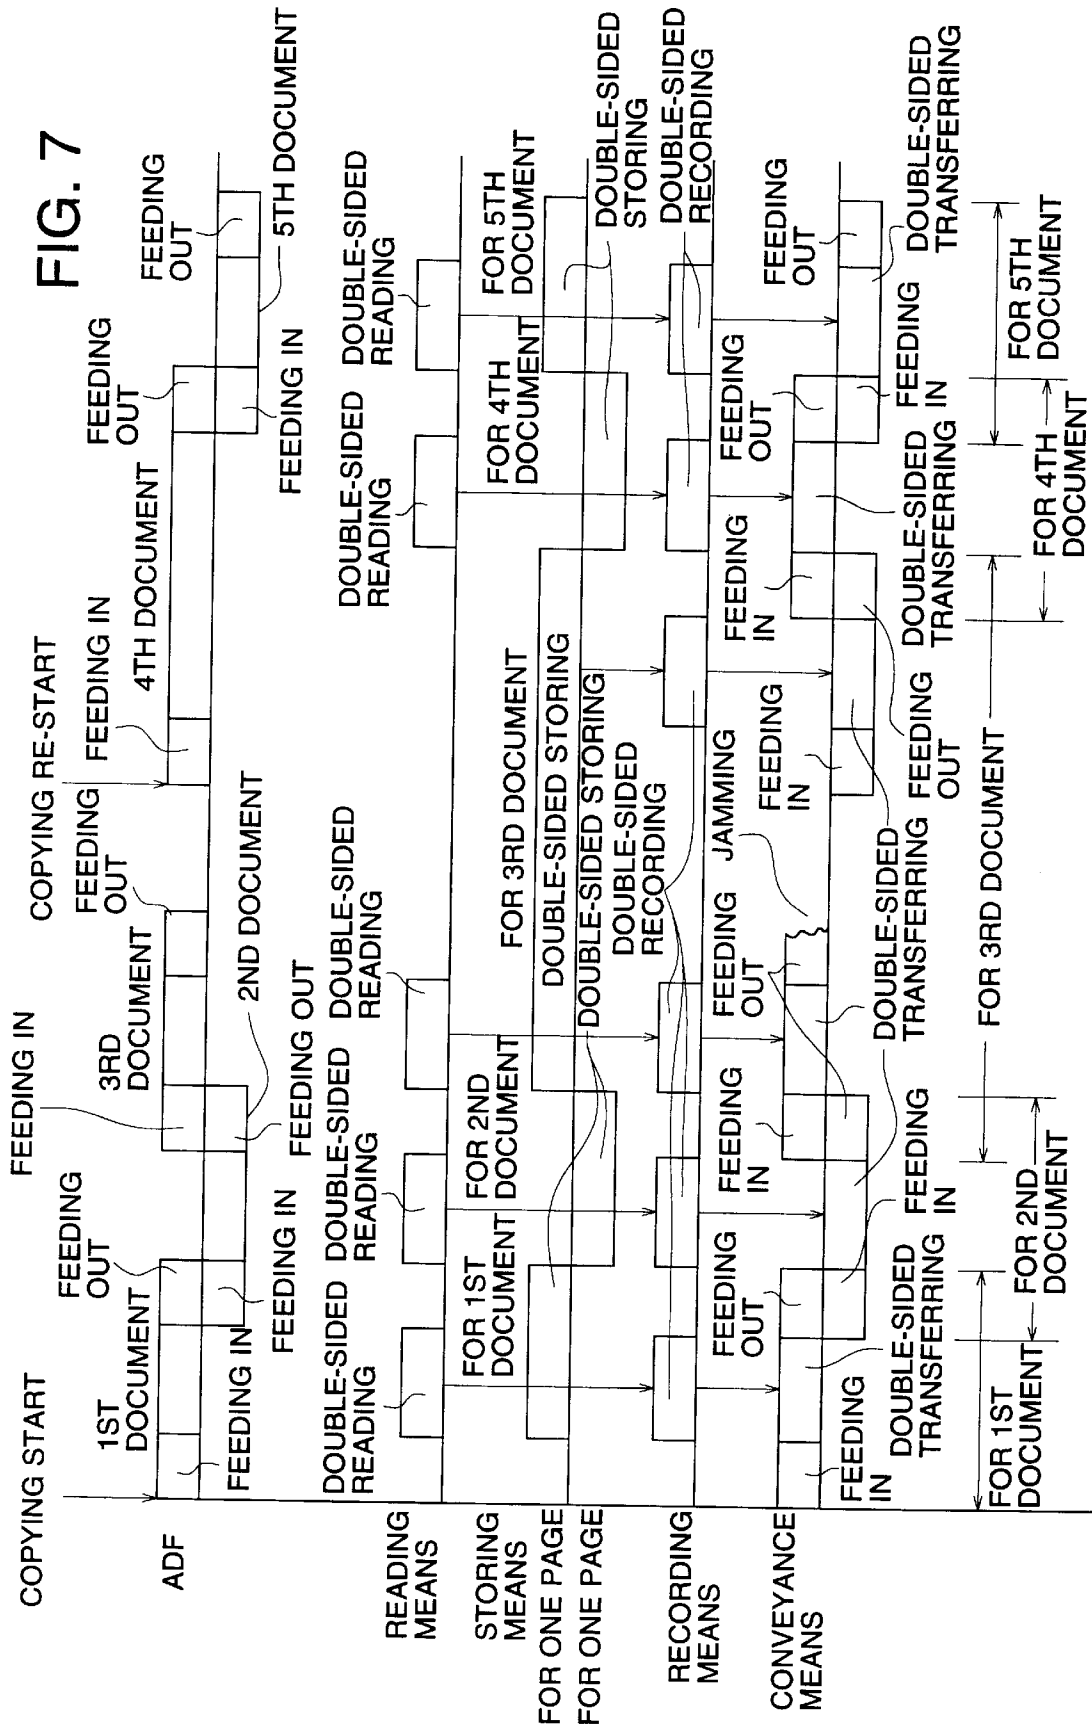 FIG. 7
COPYING START
COPYING RE-START
ADF
1ST
DOCUMENT
FEEDING IN
FEEDING
OUT
FEEDING IN
FEEDING IN
3RD
DOCUMENT
FEEDING OUT
2ND DOCUMENT
FEEDING
OUT
FEEDING IN
4TH DOCUMENT
FEEDING
OUT
FEEDING IN
FEEDING
OUT
5TH DOCUMENT
READING
MEANS
DOUBLE-SIDED
READING
DOUBLE-SIDED
READING
DOUBLE-SIDED
READING
DOUBLE-SIDED
READING
DOUBLE-SIDED
READING
STORING
MEANS
FOR ONE PAGE
FOR ONE PAGE
FOR 1ST
DOCUMENT
FOR 2ND
DOCUMENT
FOR 3RD DOCUMENT
DOUBLE-SIDED STORING
DOUBLE-SIDED STORING
FOR 4TH
DOCUMENT
FOR 5TH
DOCUMENT
DOUBLE-SIDED
STORING
RECORDING
MEANS
DOUBLE-SIDED
RECORDING
DOUBLE-SIDED
RECORDING
CONVEYANCE
MEANS
FEEDING
IN
DOUBLE-SIDED
TRANSFERRING
FEEDING
OUT
FEEDING
IN
FEEDING
IN
FEEDING
OUT
JAMMING
DOUBLE-SIDED
TRANSFERRING
FEEDING
IN
FEEDING
OUT
FEEDING
IN
DOUBLE-SIDED
TRANSFERRING
FEEDING
OUT
FEEDING
IN
FEEDING
OUT
DOUBLE-SIDED
TRANSFERRING
FOR 1ST
DOCUMENT
FOR 2ND
DOCUMENT
FOR 3RD DOCUMENT
FOR 4TH
DOCUMENT
FOR 5TH
DOCUMENT